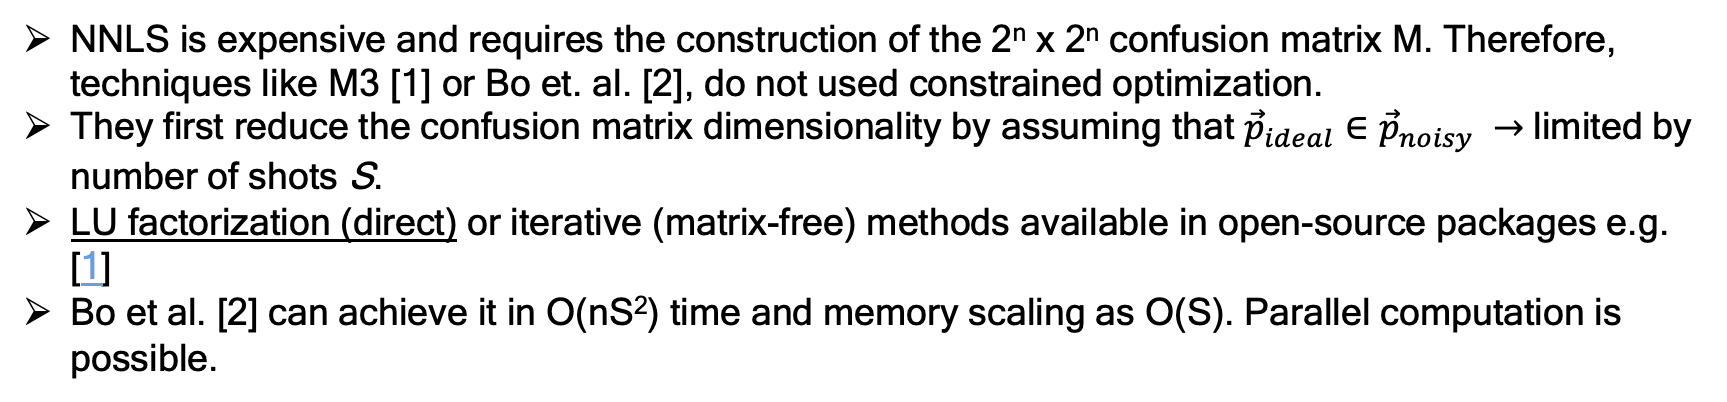 ➢ NNLS is expensive and requires the construction of the 2ⁿ x 2ⁿ confusion matrix M. Therefore,
techniques like M3 [1] or Bo et. al. [2], do not used constrained optimization.
➢ They first reduce the confusion matrix dimensionality by assuming that p⃗_ideal ∈ p⃗_noisy → limited by
number of shots S.
➢ LU factorization (direct) or iterative (matrix-free) methods available in open-source packages e.g.
[1]
➢ Bo et al. [2] can achieve it in O(nS²) time and memory scaling as O(S). Parallel computation is
possible.